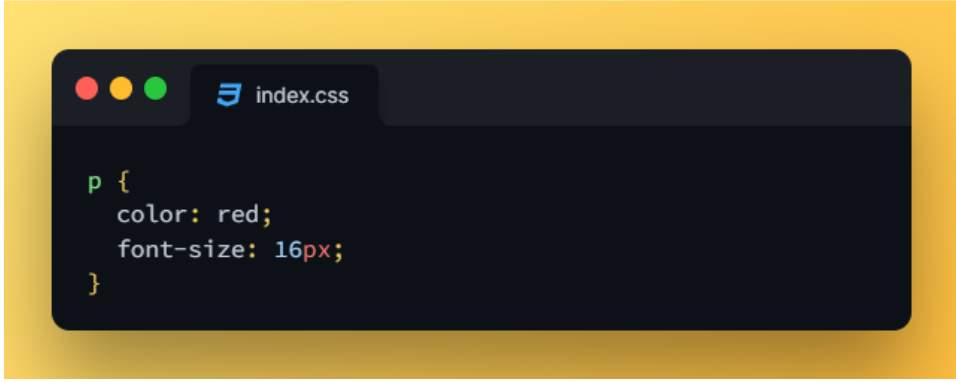 index.css
p {
  color: red;
  font-size: 16px;
}